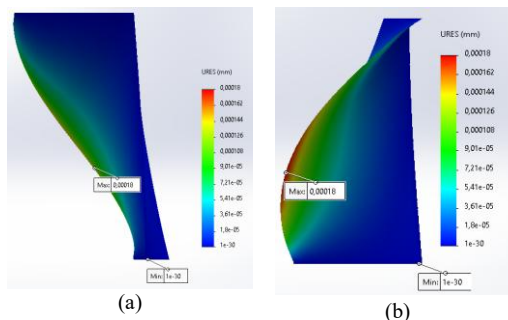 (a)
URES (mm)
0,00018
0,000162
0,000144
0,000126
0,000108
9,01e-05
7,21e-05
5,41e-05
3,61e-05
1,8e-05
1e-30
Max: 0,00018
Min: 1e-30
(a)
(b)
URES (mm)
0,00018
0,000162
0,000144
0,000126
0,000108
9,01e-05
7,21e-05
5,41e-05
3,61e-05
1,8e-05
1e-30
Max: 0,00018
Min: 1e-30
(b)